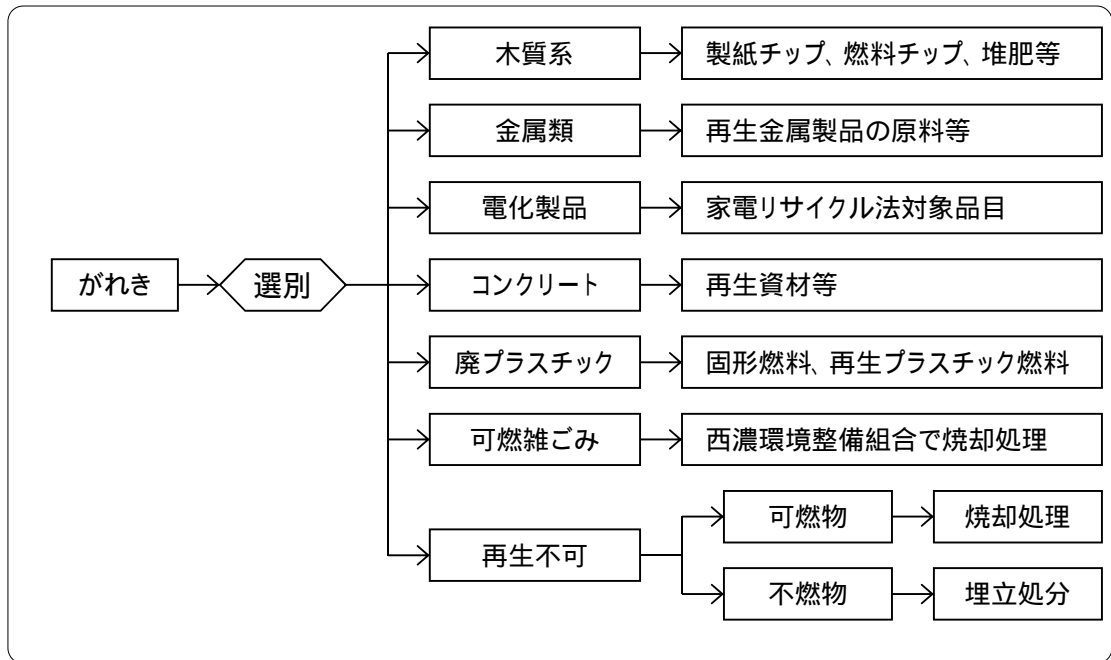 木質系
製紙チップ、燃料チップ、堆肥等
金属類
再生金属製品の原料等
電化製品
家電リサイクル法対象品目
がれき
選別
コンクリート
再生資材等
廃プラスチック
固形燃料、再生プラスチック燃料
可燃雑ごみ
西濃環境整備組合で焼却処理
再生不可
可燃物
焼却処理
不燃物
埋立処分